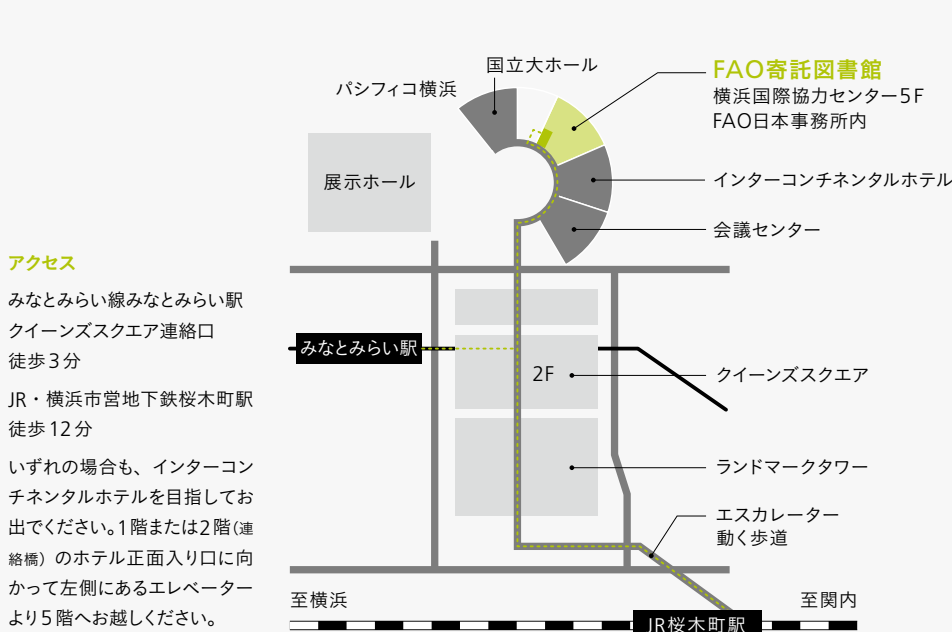 国立大ホール
パシフィコ横浜
FAO寄託図書館
横浜国際協力センター5F
FAO日本事務所内
展示ホール
インターコンチネンタルホテル
会議センター
アクセス
みなとみらい線みなとみらい駅
クイーンズスクエア連絡口
徒歩3分
JR・横浜市営地下鉄桜木町駅
徒歩12分
いずれの場合も、インターコン
チネンタルホテルを目指してお
出でください。1階または2階(連
絡橋)のホテル正面入り口に向
かって左側にあるエレベーター
より5階へお越しください。
みなとみらい駅
2F
クイーンズスクエア
ランドマークタワー
エスカレーター
動く歩道
至横浜
至関内
JR桜木町駅